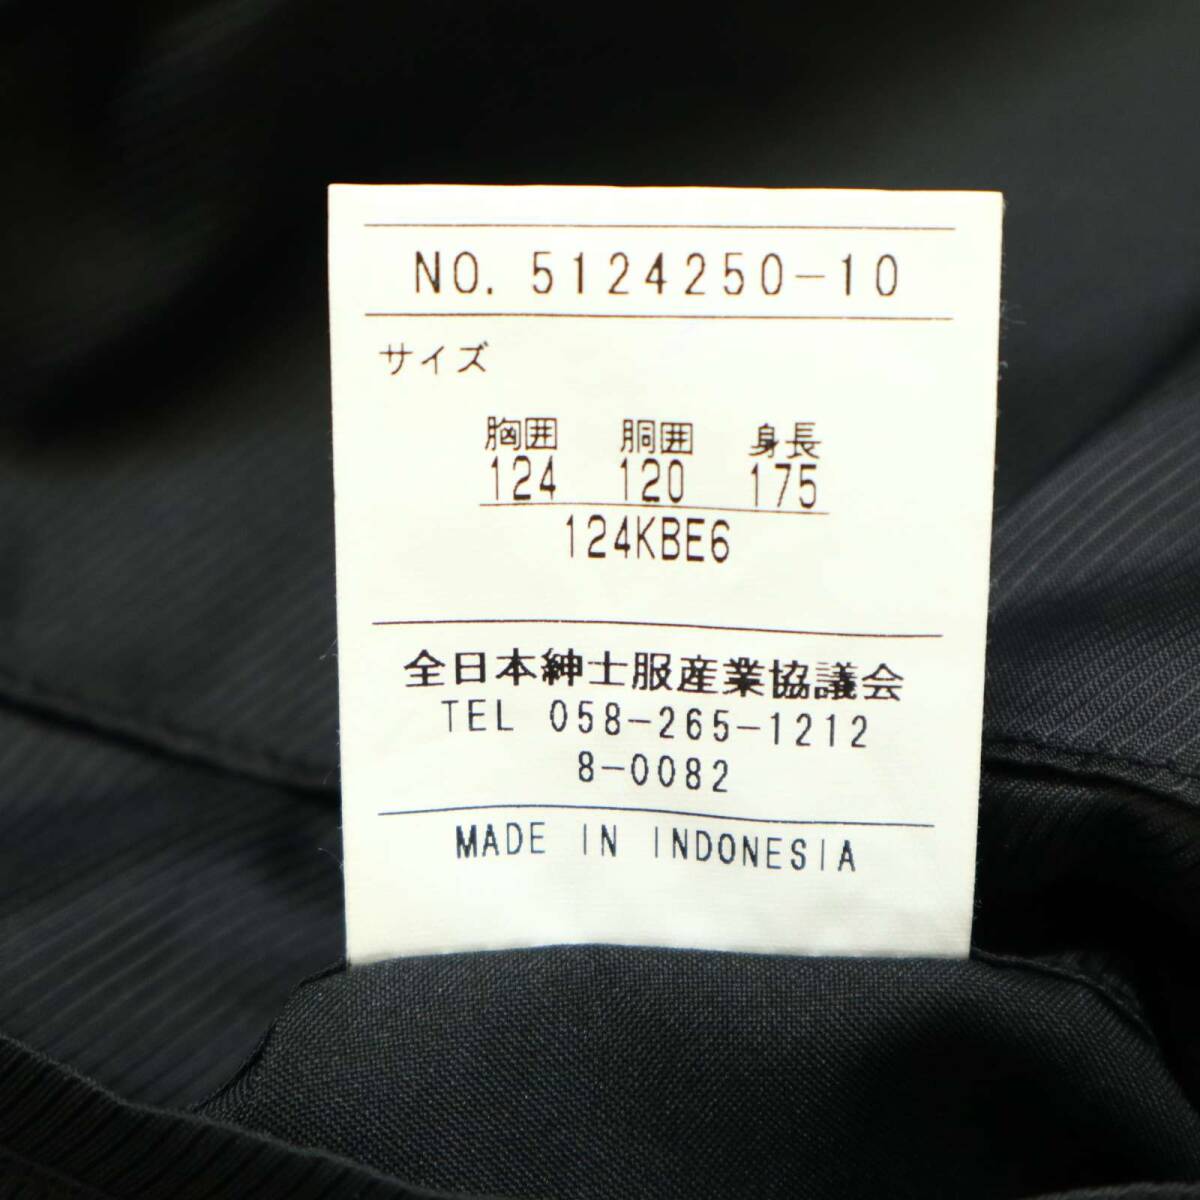 NO. 5124250-10
サイズ
胸囲 胴囲 身長
124 120 175
124KBE6
全日本紳士服産業協議会
TEL 058-265-1212
8-0082
MADE IN INDONESIA